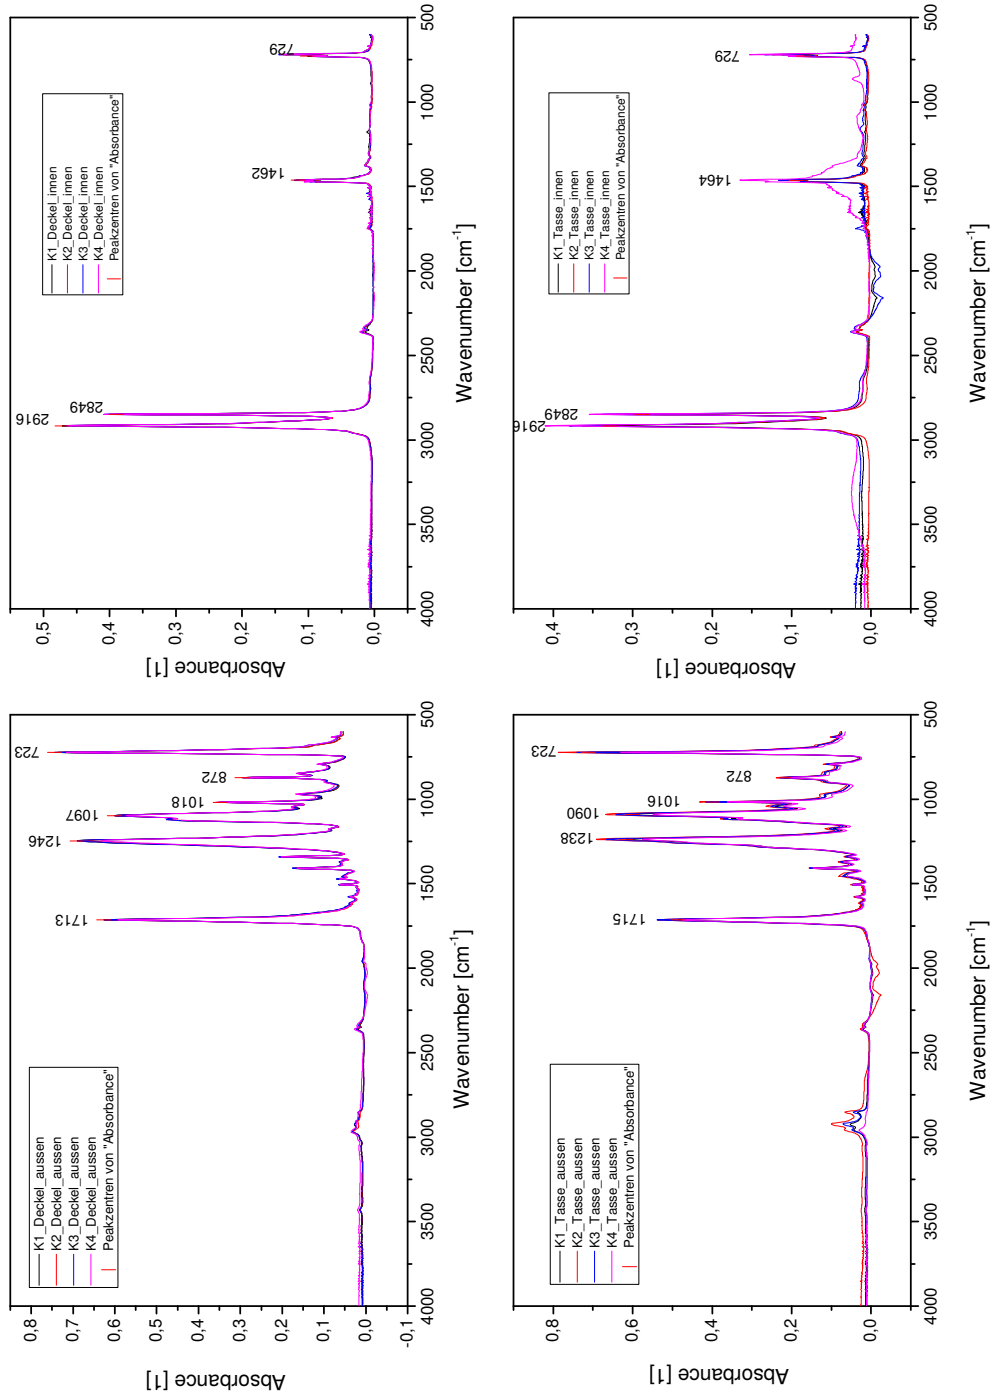 K1_Deckel_aussen
K2_Deckel_aussen
K3_Deckel_aussen
K4_Deckel_aussen
Peakzentren von "Absorbance"
1713
1246
1097
1018
872
723
0,8
0,7
0,6
0,5
0,4
0,3
0,2
0,1
0,0
-0,1
Absorbance [1]
4000 3500 3000 2500 2000 1500 1000 500
Wavenumber [cm-1]
K1_Deckel_innen
K2_Deckel_innen
K3_Deckel_innen
K4_Deckel_innen
Peakzentren von "Absorbance"
2916
2849
1462
729
0,5
0,4
0,3
0,2
0,1
0,0
Absorbance [1]
4000 3500 3000 2500 2000 1500 1000 500
Wavenumber [cm-1]
K1_Tasse_aussen
K2_Tasse_aussen
K3_Tasse_aussen
K4_Tasse_aussen
Peakzentren von "Absorbance"
1715
1238
1090
1016
872
723
0,8
0,6
0,4
0,2
0,0
Absorbance [1]
4000 3500 3000 2500 2000 1500 1000 500
Wavenumber [cm-1]
K1_Tasse_innen
K2_Tasse_innen
K3_Tasse_innen
K4_Tasse_innen
Peakzentren von "Absorbance"
2916
2849
1464
729
0,4
0,3
0,2
0,1
0,0
Absorbance [1]
4000 3500 3000 2500 2000 1500 1000 500
Wavenumber [cm-1]